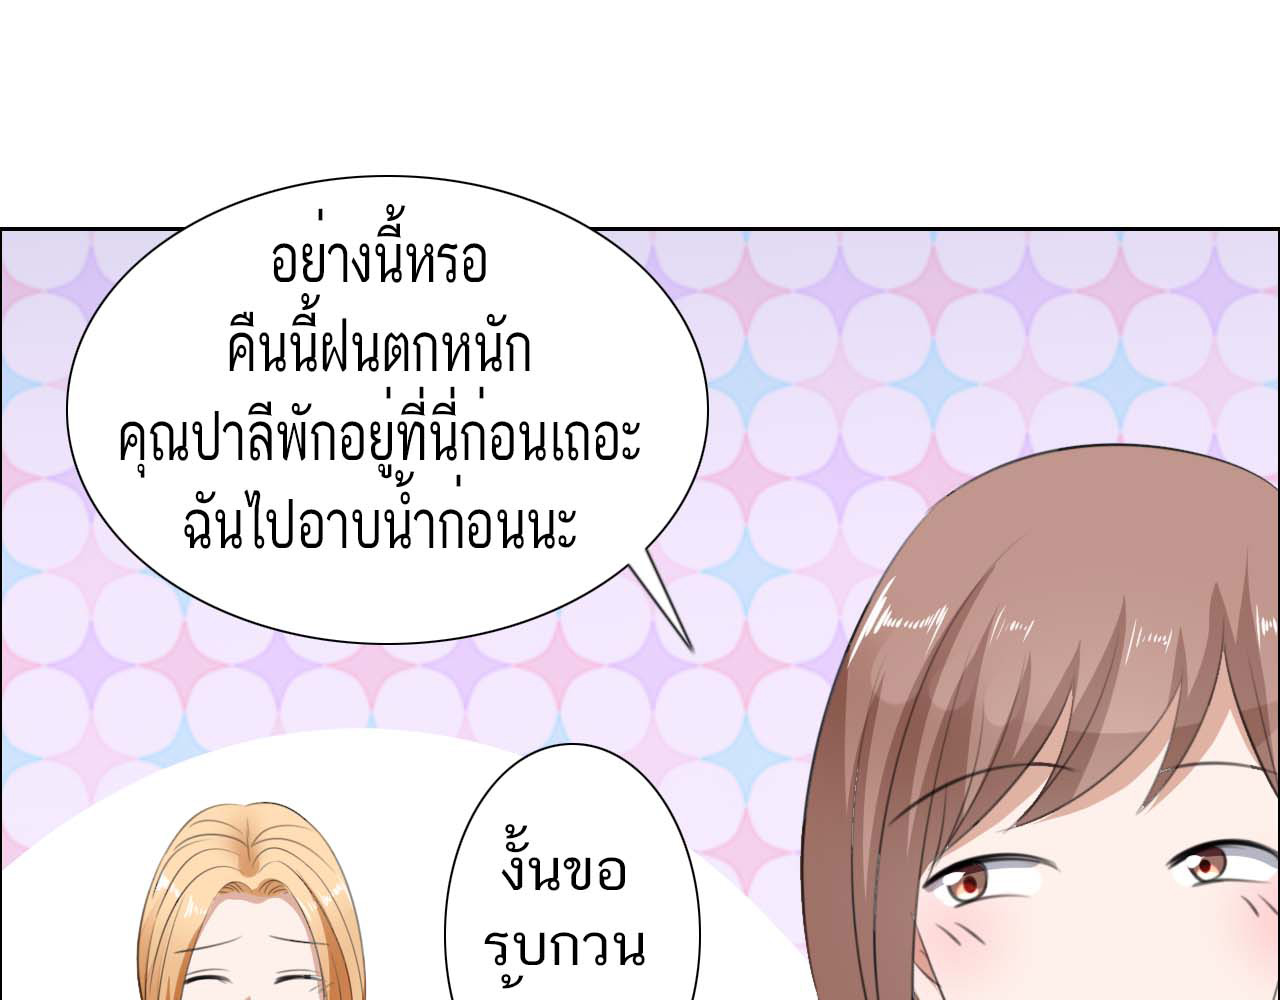 อย่างนี้หรอ
คืนนี้ฝนตกหนัก
คุณปาลีพักอยู่ที่นี่ก่อนเถอะ
ฉันไปอาบน้ำก่อนนะ
งั้นขอ
รบกวน